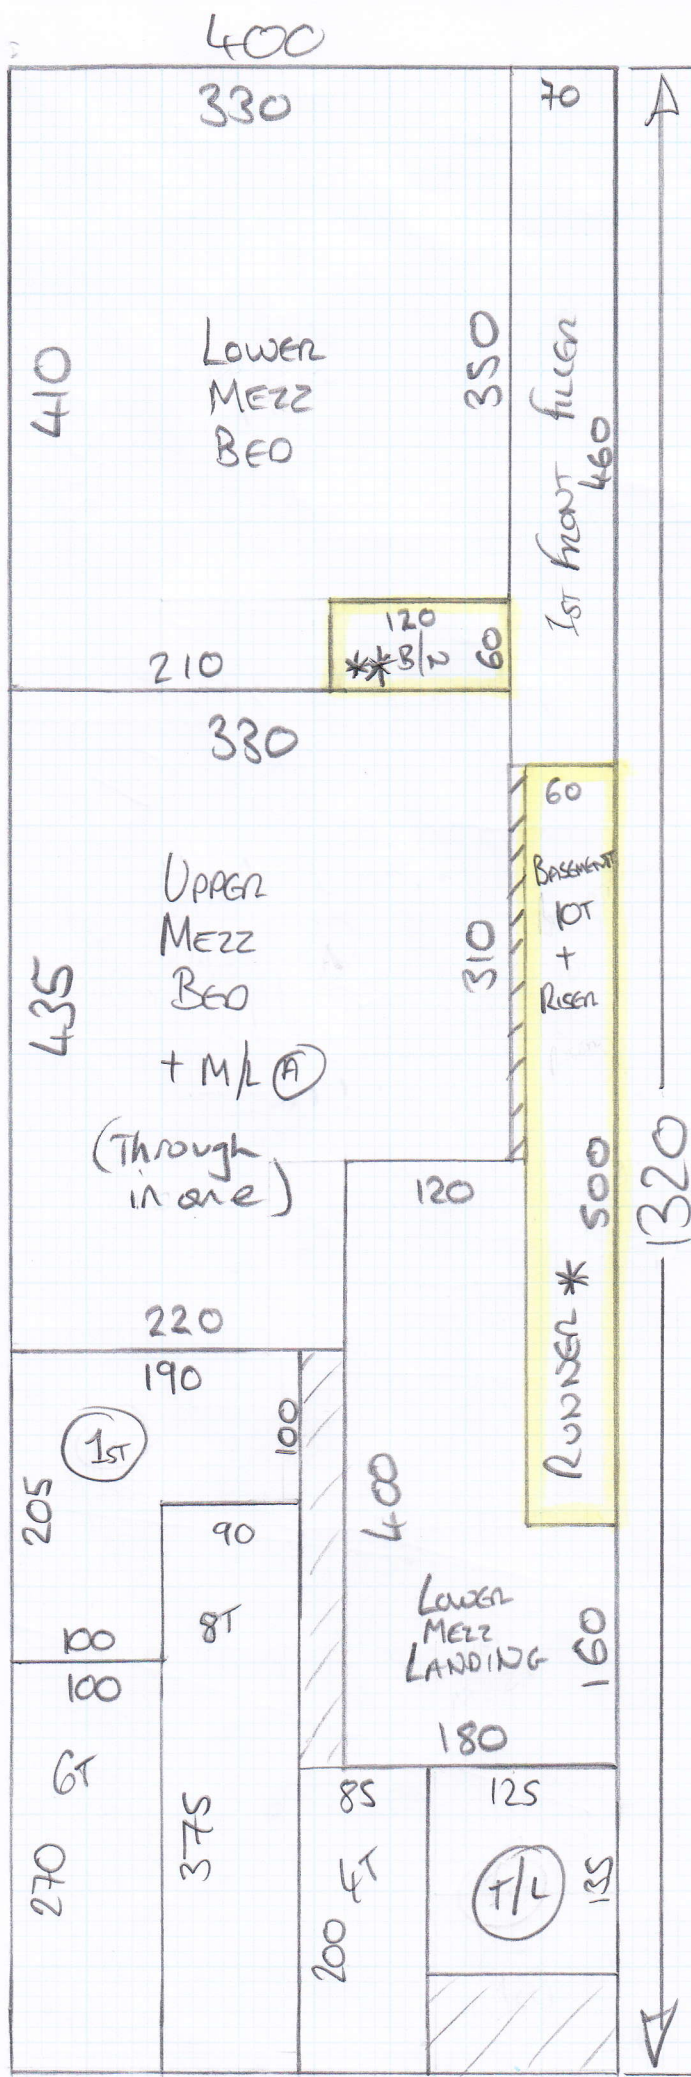 400
330
70
410
LOWER
MEZZ
BED
350
1ST FRONT FILLER
460
120
** B/N
60
210
330
60
BASEMENT
10T
+
RISER
UPPER
MEZZ
BED
+ M/L A
(Through
in one)
435
310
500
1320
120
RUNNER *
220
190
1ST
100
205
400
90
8T
100
LOWER
MEZZ
LANDING
160
100
180
6T
85
125
270
375
4T
T/L
135
200